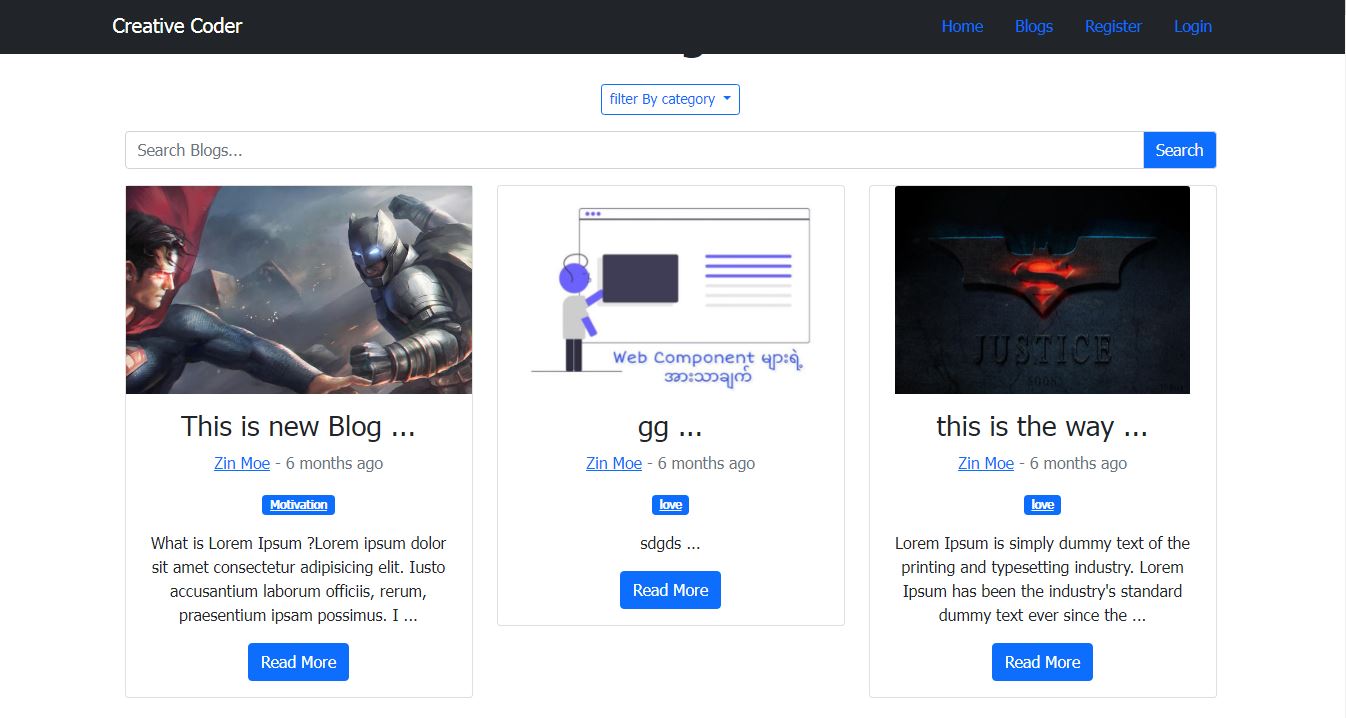 Creative Coder
Home Blogs Register Login
filter By category
Search Blogs... Search
Web Component များရဲ့
အားသာချက်
JUSTICE
This is new Blog ...
Zin Moe - 6 months ago
Motivation
What is Lorem Ipsum ?Lorem ipsum dolor
sit amet consectetur adipisicing elit. Iusto
accusantium laborum officiis, rerum,
praesentium ipsam possimus. I ...
Read More
gg ...
Zin Moe - 6 months ago
love
sdgds ...
Read More
this is the way ...
Zin Moe - 6 months ago
love
Lorem Ipsum is simply dummy text of the
printing and typesetting industry. Lorem
Ipsum has been the industry's standard
dummy text ever since the ...
Read More